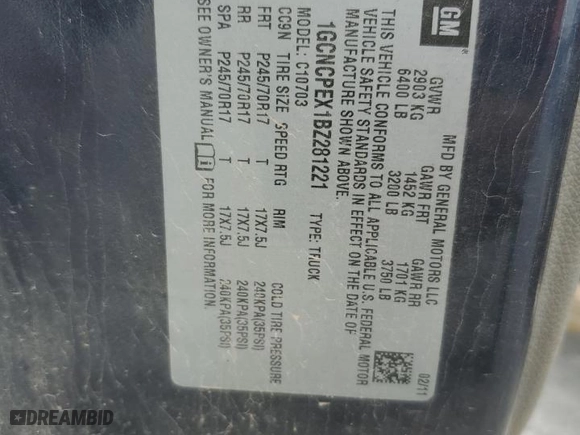 GM
MFD BY GENERAL MOTORS LLC
GVWR GAWR FRT GAWR RR
2903 KG 1452 KG 1701 KG
6400 LB 3200 LB 3750 LB
THIS VEHICLE CONFORMS TO ALL APPLICABLE U.S. FEDERAL MOTOR
VEHICLE SAFETY STANDARDS IN EFFECT ON THE DATE OF
MANUFACTURE SHOWN ABOVE.
02/11
1GCNCPEX1BZ281221 TYPE: TRUCK
MODEL: C10703
CC9N TIRE SIZE SPEED RTG RIM COLD TIRE PRESSURE
FRT P245/70R17 T 17X7.5J 240KPA(35PSI)
RR P245/70R17 T 17X7.5J 240KPA(35PSI)
SPA P245/70R17 T 17X7.5J 240KPA(35PSI)
SEE OWNER'S MANUAL i FOR MORE INFORMATION.
DREAMBID